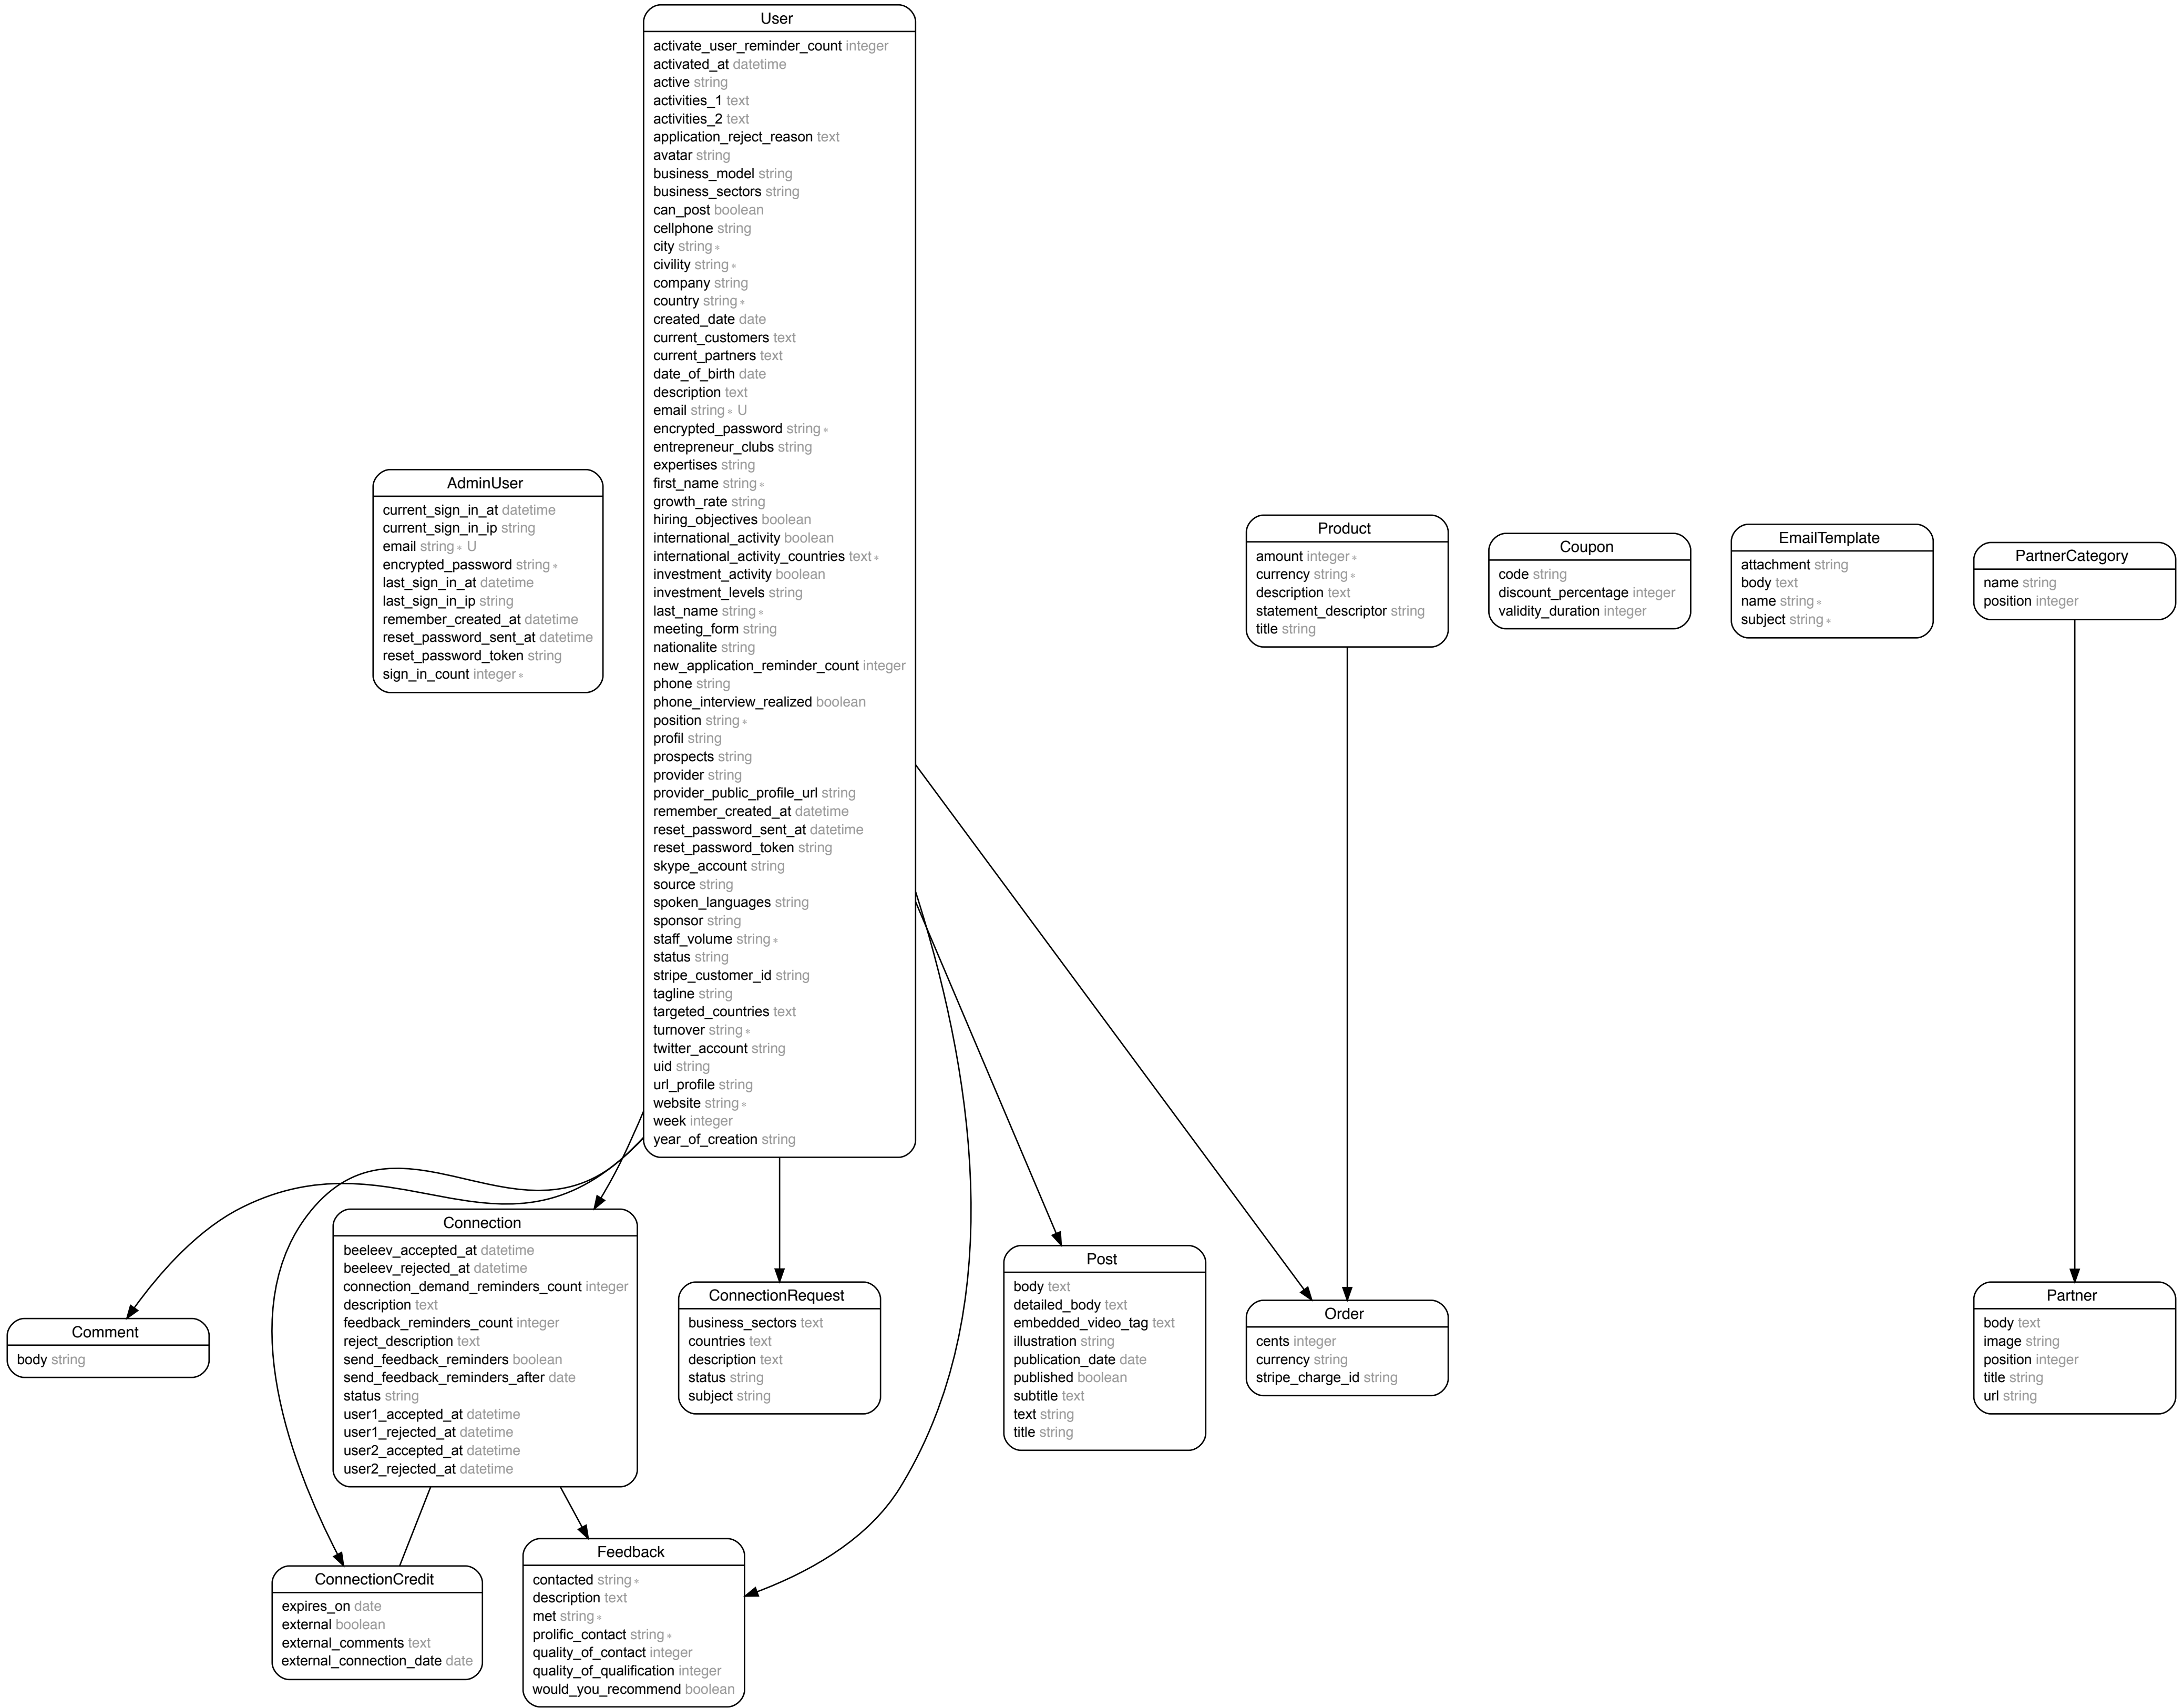 User
activate_user_reminder_count integer
activated_at datetime
active string
activities_1 text
activities_2 text
application_reject_reason text
avatar string
business_model string
business_sectors string
can_post boolean
cellphone string
city string ∗
civility string ∗
company string
country string ∗
created_date date
current_customers text
current_partners text
date_of_birth date
description text
email string ∗ U
encrypted_password string ∗
entrepreneur_clubs string
expertises string
first_name string ∗
growth_rate string
hiring_objectives boolean
international_activity boolean
international_activity_countries text ∗
investment_activity boolean
investment_levels string
last_name string ∗
meeting_form string
nationalite string
new_application_reminder_count integer
phone string
phone_interview_realized boolean
position string ∗
profil string
prospects string
provider string
provider_public_profile_url string
remember_created_at datetime
reset_password_sent_at datetime
reset_password_token string
skype_account string
source string
spoken_languages string
sponsor string
staff_volume string ∗
status string
stripe_customer_id string
tagline string
targeted_countries text
turnover string ∗
twitter_account string
uid string
url_profile string
website string ∗
week integer
year_of_creation string
AdminUser
current_sign_in_at datetime
current_sign_in_ip string
email string ∗ U
encrypted_password string ∗
last_sign_in_at datetime
last_sign_in_ip string
remember_created_at datetime
reset_password_sent_at datetime
reset_password_token string
sign_in_count integer ∗
Product
amount integer ∗
currency string ∗
description text
statement_descriptor string
title string
Coupon
code string
discount_percentage integer
validity_duration integer
EmailTemplate
attachment string
body text
name string ∗
subject string ∗
PartnerCategory
name string
position integer
Comment
body string
Connection
beeleev_accepted_at datetime
beeleev_rejected_at datetime
connection_demand_reminders_count integer
description text
feedback_reminders_count integer
reject_description text
send_feedback_reminders boolean
send_feedback_reminders_after date
status string
user1_accepted_at datetime
user1_rejected_at datetime
user2_accepted_at datetime
user2_rejected_at datetime
ConnectionRequest
business_sectors text
countries text
description text
status string
subject string
Post
body text
detailed_body text
embedded_video_tag text
illustration string
publication_date date
published boolean
subtitle text
text string
title string
Order
cents integer
currency string
stripe_charge_id string
Partner
body text
image string
position integer
title string
url string
ConnectionCredit
expires_on date
external boolean
external_comments text
external_connection_date date
Feedback
contacted string ∗
description text
met string ∗
prolific_contact string ∗
quality_of_contact integer
quality_of_qualification integer
would_you_recommend boolean